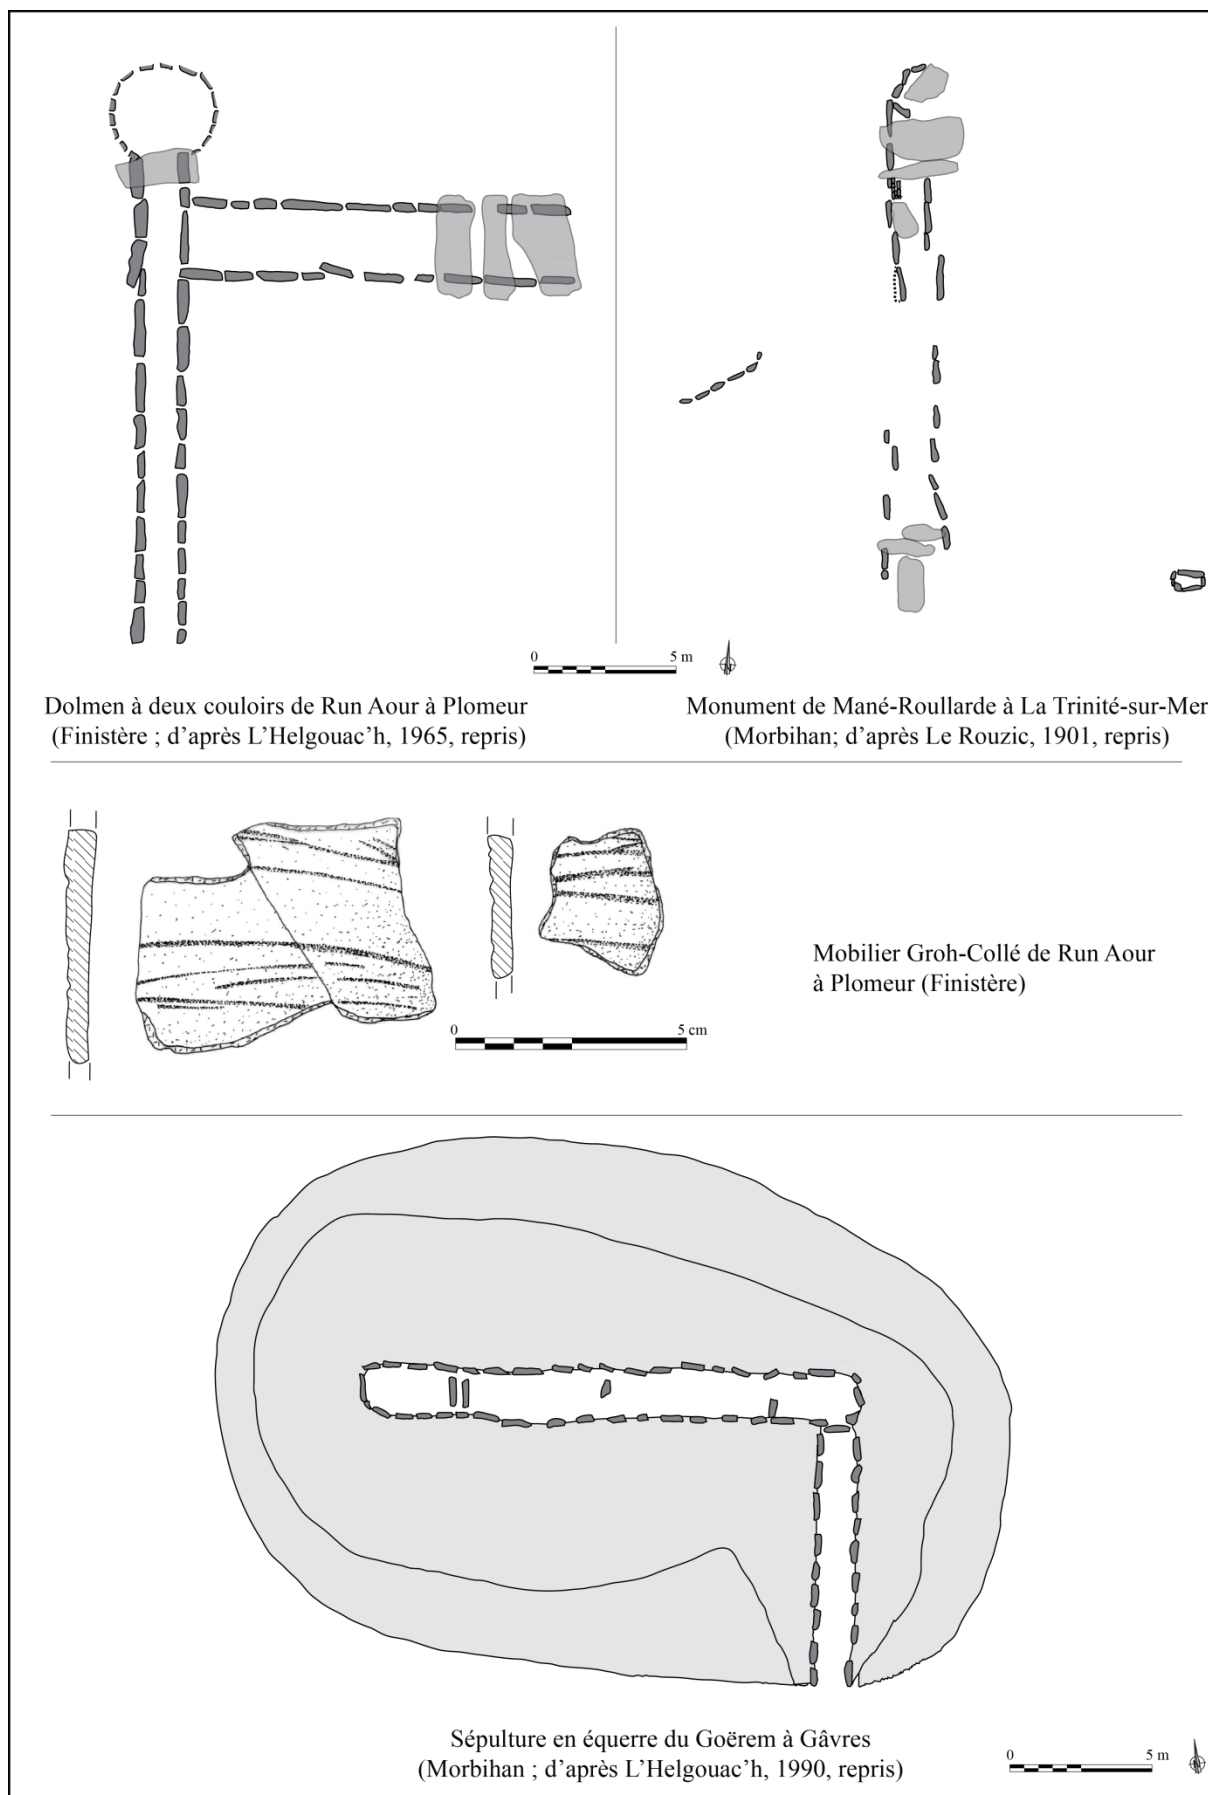 0 5 m
N
Dolmen à deux couloirs de Run Aour à Plomeur
(Finistère ; d'après L'Helgouac'h, 1965, repris)
Monument de Mané-Roullarde à La Trinité-sur-Mer
(Morbihan; d'après Le Rouzic, 1901, repris)
0 5 cm
Mobilier Groh-Collé de Run Aour
à Plomeur (Finistère)
Sépulture en équerre du Goërem à Gâvres
(Morbihan ; d'après L'Helgouac'h, 1990, repris)
0 5 m
N